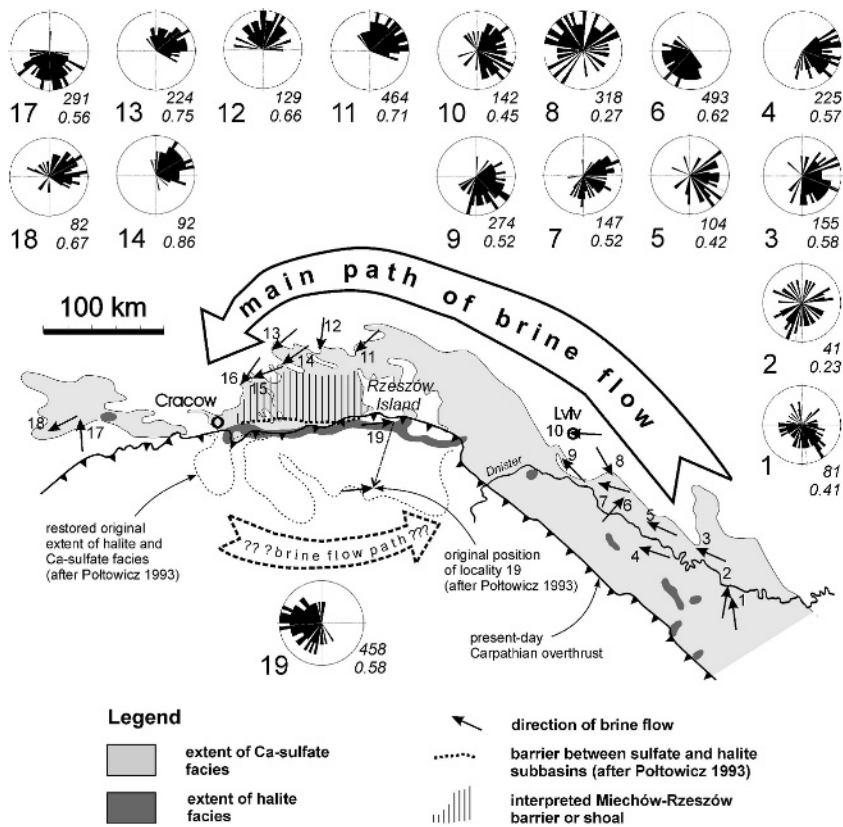 17
291
0.56
13
224
0.75
12
129
0.66
11
464
0.71
10
142
0.45
8
318
0.27
6
493
0.62
4
225
0.57
18
82
0.67
14
92
0.86
9
274
0.52
7
147
0.52
5
104
0.42
3
155
0.58
2
41
0.23
1
81
0.41
main path of brine flow
100 km
13
12
14
11
16
15
Rzeszów
Island
Cracow
18
17
19
Lviv
10
9
8
Dnister
7
6
5
4
3
2
1
restored original
extent of halite and
Ca-sulfate facies
(after Połtowicz 1993)
???brine flow path???
original position
of locality 19
(after Połtowicz 1993)
present-day
Carpathian overthrust
19
458
0.58
Legend
extent of Ca-sulfate
facies
extent of halite
facies
direction of brine flow
barrier between sulfate and halite
subbasins (after Połtowicz 1993)
interpreted Miechów-Rzeszów
barrier or shoal